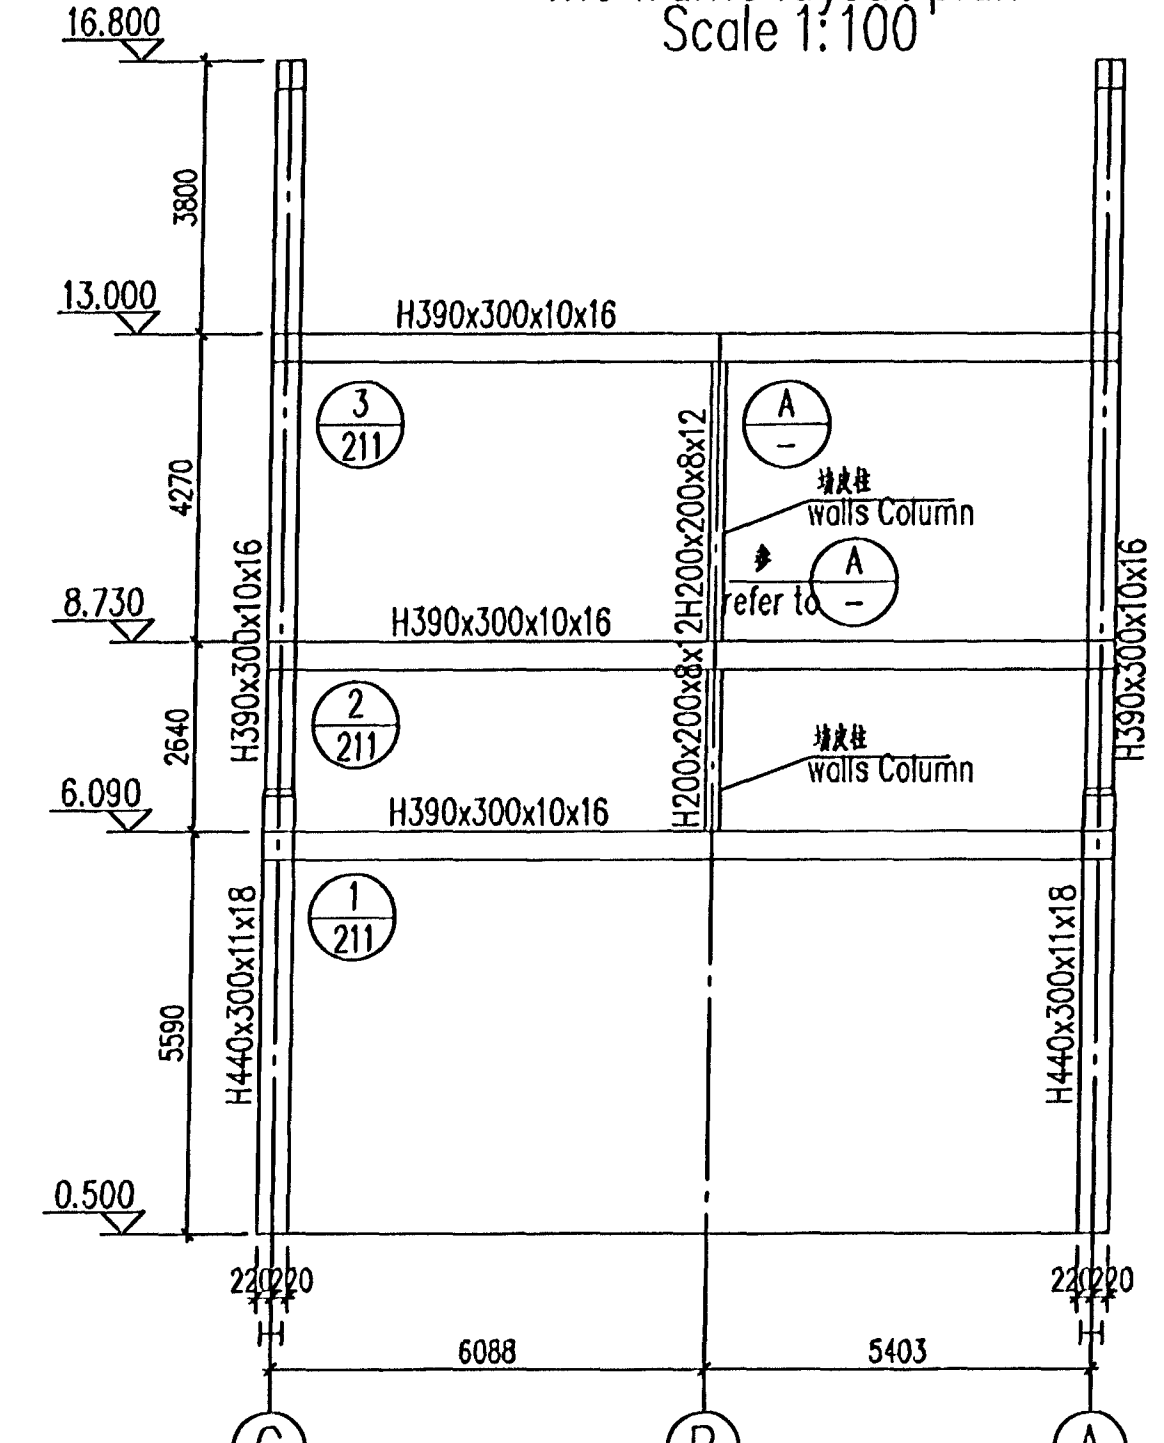 Scale 1:100
16.800
3800
13.000
H390x300x10x16
3
211
A
-
H200x200x8x12
4270
墙皮柱
walls Column
参
A
-
refer to
H390x300x10x16
H390x300x10x16
8.730
H390x300x10x16
2
211
2640
H200x200x8x12
墙皮柱
walls Column
6.090
H390x300x10x16
1
211
H440x300x11x18
H440x300x11x18
5590
0.500
220
220
220
220
6088
5403
A